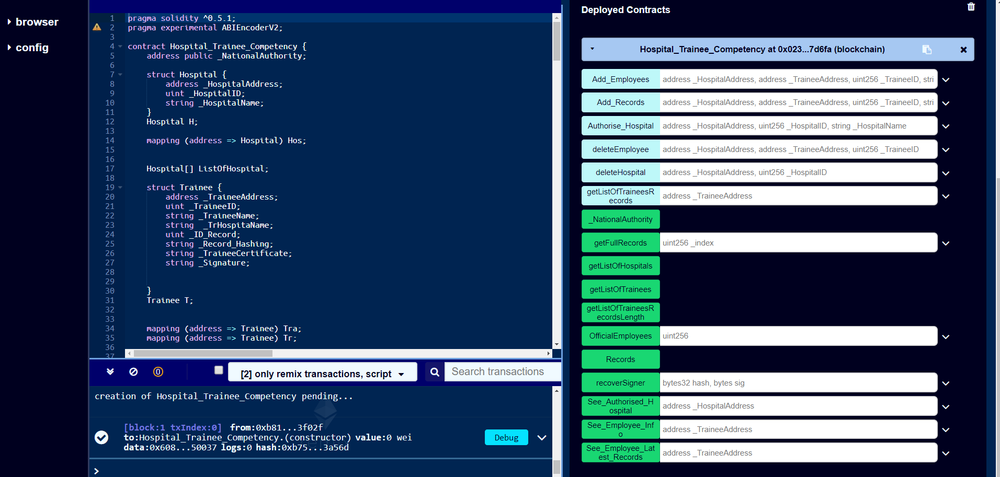 browser
config
1 pragma solidity ^0.5.1;
2 pragma experimental ABIEncoderV2;
3
4 contract Hospital_Trainee_Competency {
5 address public _NationalAuthority;
6
7 struct Hospital {
8 address _HospitalAddress;
9 uint _HospitalID;
10 string _HospitalName;
11 }
12 Hospital H;
13
14 mapping (address => Hospital) Hos;
15
16
17 Hospital[] ListOfHospital;
18
19 struct Trainee {
20 address _TraineeAddress;
21 uint _TraineeID;
22 string _TraineeName;
23 string  _TrHospitaName;
24 uint _ID_Record;
25 string _Record_Hashing;
26 string _TraineeCertificate;
27 string _Signature;
28
29
30 }
31 Trainee T;
32
33
34 mapping (address => Trainee) Tra;
35 mapping (address => Trainee) Tr;
36
37
0
[2] only remix transactions, script
Search transactions
creation of Hospital_Trainee_Competency pending...
[block:1 txIndex:0] from:0xb81...3f02f
to:Hospital_Trainee_Competency.(constructor) value:0 wei
data:0x608...50037 logs:0 hash:0xb75...3a56d
Debug
>
Deployed Contracts
Hospital_Trainee_Competency at 0x023...7d6fa (blockchain)
Add_Employees address _HospitalAddress, address _TraineeAddress, uint256 _TraineeID, stri
Add_Records address _HospitalAddress, address _TraineeAddress, uint256 _TraineeID, stri
Authorise_Hospital address _HospitalAddress, uint256 _HospitalID, string _HospitalName
deleteEmployee address _HospitalAddress, address _TraineeAddress, uint256 _TraineeID
deleteHospital address _HospitalAddress, uint256 _HospitalID
getListOfTraineesR
ecords
address _TraineeAddress
_NationalAuthority
getFullRecords uint256 _index
getListOfHospitals
getListOfTrainees
getListOfTraineesR
ecordsLength
OfficialEmployees uint256
Records
recoverSigner bytes32 hash, bytes sig
See_Authorised_H
ospital
address _HospitalAddress
See_Employee_Inf
o
address _TraineeAddress
See_Employee_Lat
est_Records
address _TraineeAddress